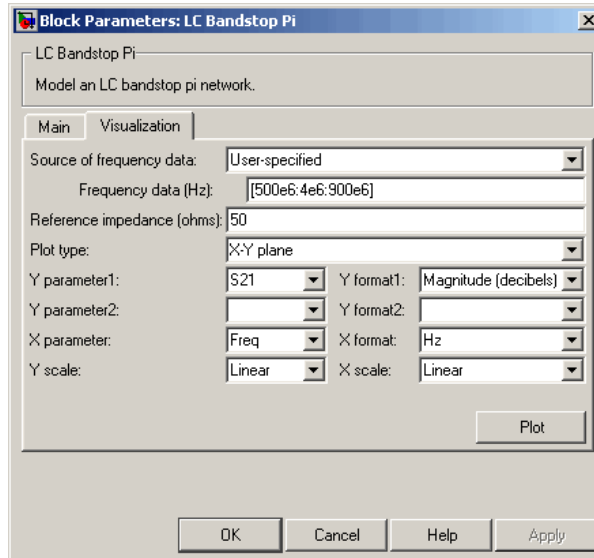 Block Parameters: LC Bandstop Pi
LC Bandstop Pi
Model an LC bandstop pi network.
Main Visualization
Source of frequency data: User-specified
Frequency data (Hz): [500e6:4e6:900e6]
Reference impedance (ohms): 50
Plot type: X-Y plane
Y parameter1: S21 Y format1: Magnitude (decibels)
Y parameter2: Y format2:
X parameter: Freq X format: Hz
Y scale: Linear X scale: Linear
Plot
OK Cancel Help Apply